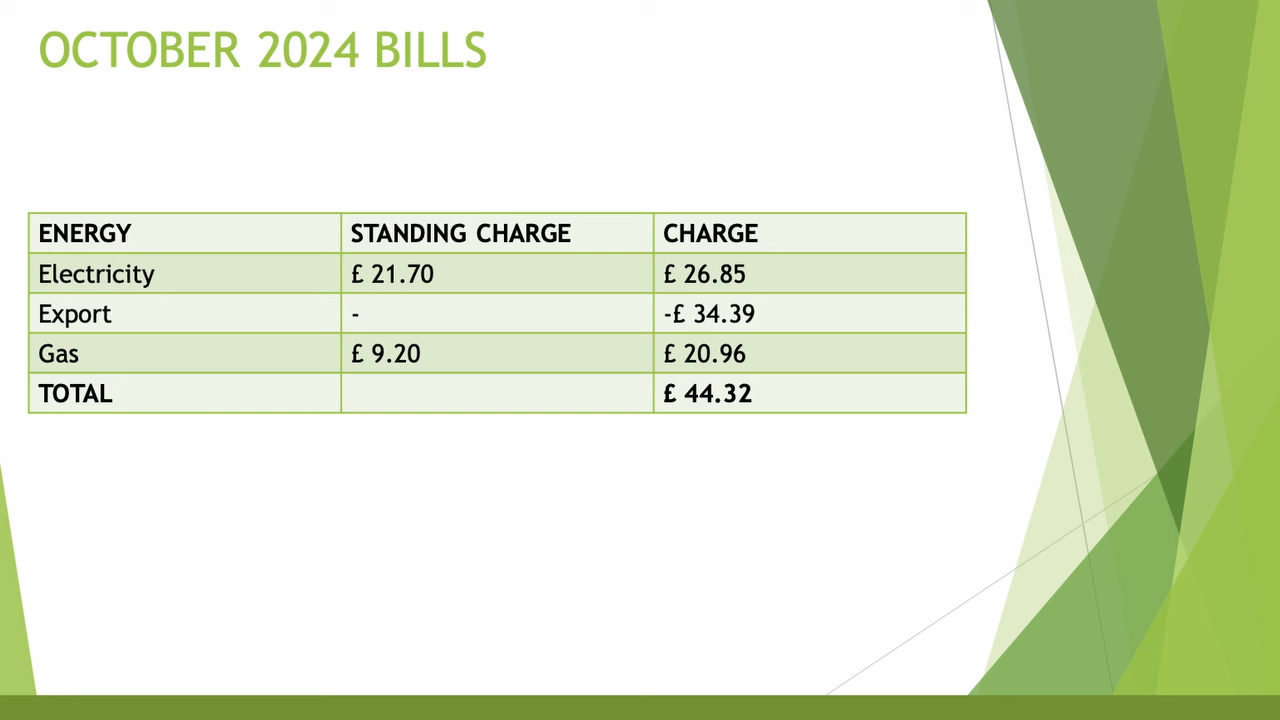 OCTOBER 2024 BILLS
ENERGY STANDING CHARGE CHARGE
Electricity £ 21.70 £ 26.85
Export - -£ 34.39
Gas £ 9.20 £ 20.96
TOTAL £ 44.32